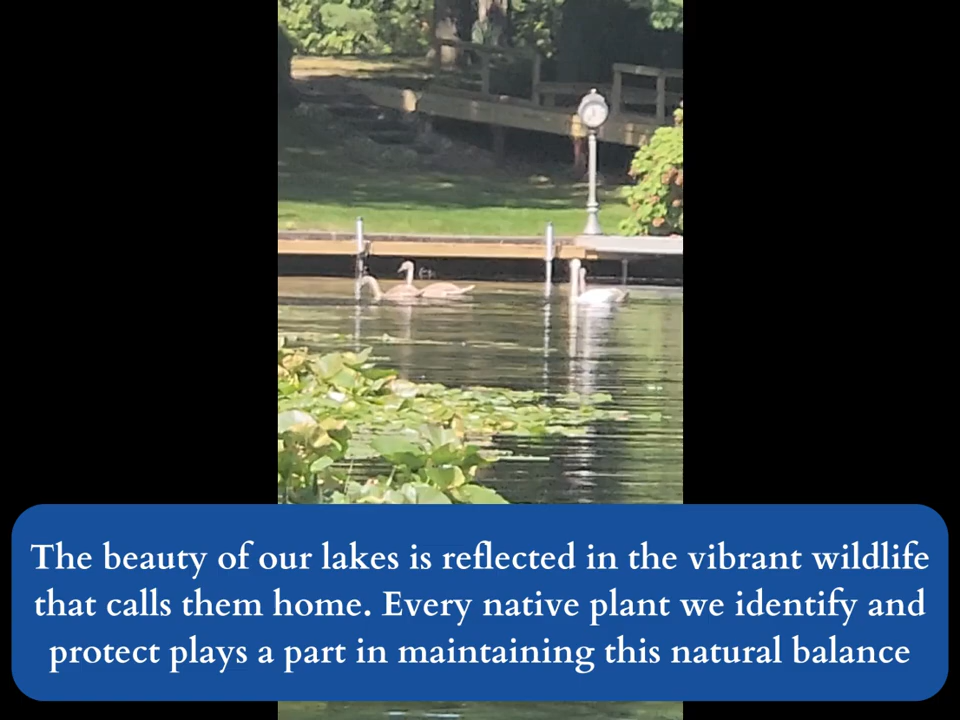 The beauty of our lakes is reflected in the vibrant wildlife
that calls them home. Every native plant we identify and
protect plays a part in maintaining this natural balance